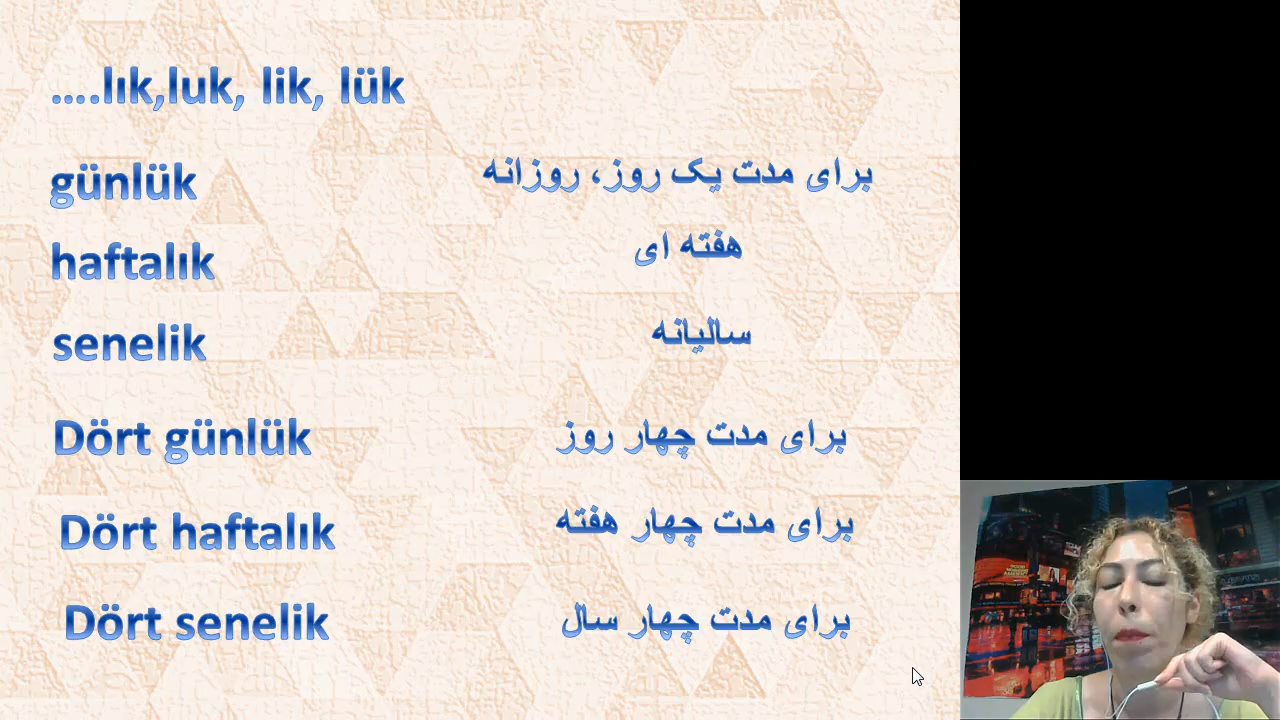 ....lık,luk, lik, lük
günlük برای مدت یک روز، روزانه
haftalık هفته ای
senelik سالیانه
Dört günlük برای مدت چهار روز
Dört haftalık برای مدت چهار هفته
Dört senelik برای مدت چهار سال